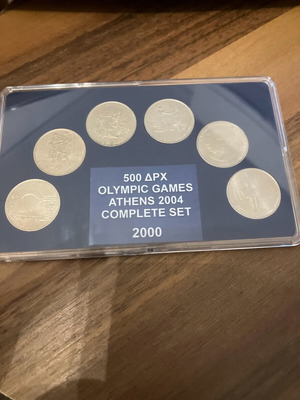 500 ΔΡΧ
OLYMPIC GAMES
ATHENS 2004
COMPLETE SET
2000